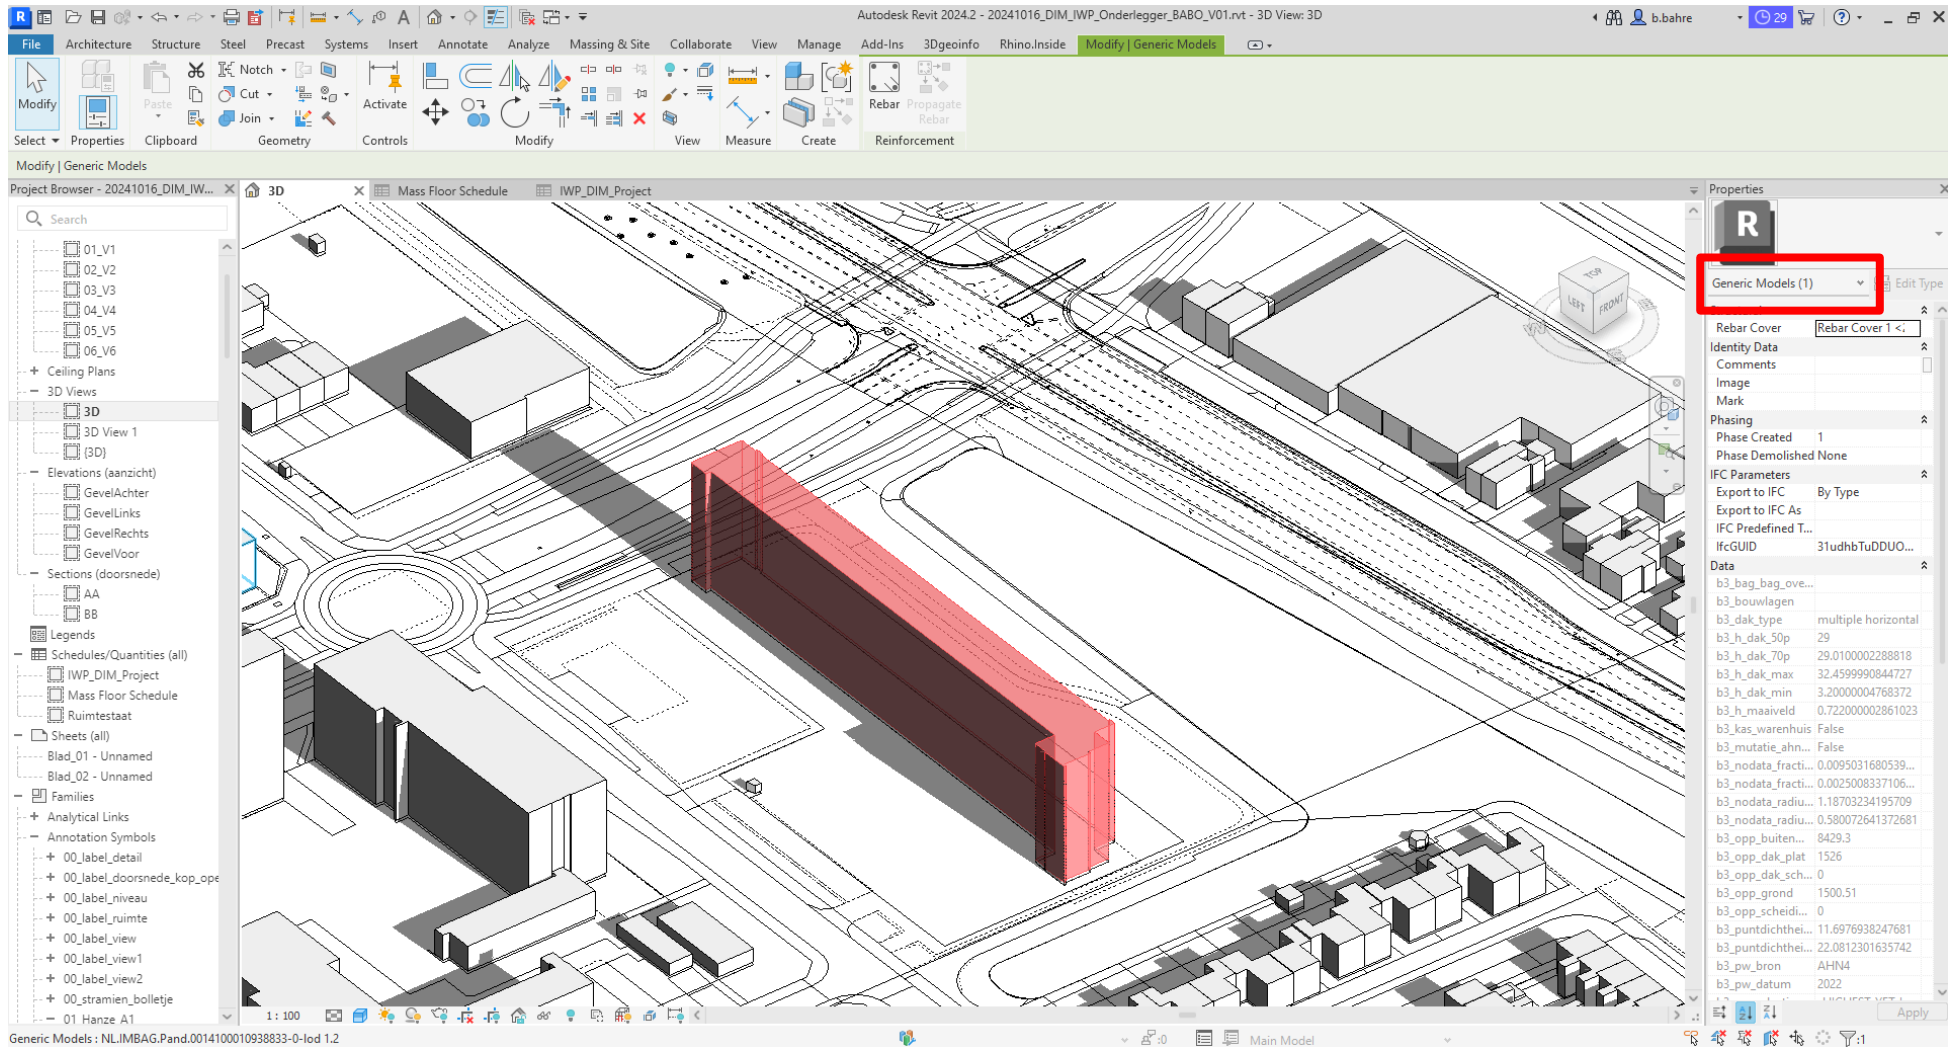 Autodesk Revit 2024.2 - 20241016_DIM_IWP_Onderlegger_BABO_V01.rvt - 3D View: 3D
b.bahre
29
File Architecture Structure Steel Precast Systems Insert Annotate Analyze Massing & Site Collaborate View Manage Add-Ins 3Dgeoinfo Rhino.Inside Modify | Generic Models
Modify
Paste
Notch
Cut
Join
Activate
Rebar
Propagate Rebar
Select Properties Clipboard Geometry Controls Modify View Measure Create Reinforcement
Modify | Generic Models
Project Browser - 20241016_DIM_IW...
3D
Mass Floor Schedule
IWP_DIM_Project
Search
01_V1
02_V2
03_V3
04_V4
05_V5
06_V6
Ceiling Plans
3D Views
3D
3D View 1
{3D}
Elevations (aanzicht)
GevelAchter
GevelLinks
GevelRechts
GevelVoor
Sections (doorsnede)
AA
BB
Legends
Schedules/Quantities (all)
IWP_DIM_Project
Mass Floor Schedule
Ruimtestaat
Sheets (all)
Blad_01 - Unnamed
Blad_02 - Unnamed
Families
Analytical Links
Annotation Symbols
00_label_detail
00_label_doorsnede_kop_ope
00_label_niveau
00_label_ruimte
00_label_view
00_label_view1
00_label_view2
00_stramien_bolletje
01 Hanze A1
TOP
LEFT
FRONT
W
Properties
R
Generic Models (1)
Edit Type
Rebar Cover Rebar Cover 1 <
Identity Data
Comments
Image
Mark
Phasing
Phase Created 1
Phase Demolished None
IFC Parameters
Export to IFC By Type
Export to IFC As
IFC Predefined T...
IfcGUID 31udhbTuDDUO...
Data
b3_bag_bag_ove...
b3_bouwlagen
b3_dak_type multiple horizontal
b3_h_dak_50p 29
b3_h_dak_70p 29.0100002288818
b3_h_dak_max 32.4599990844727
b3_h_dak_min 3.20000004768372
b3_h_maaiveld 0.722000002861023
b3_kas_warenhuis False
b3_mutatie_ahn... False
b3_nodata_fracti... 0.0095031680539...
b3_nodata_fracti... 0.0025008337106...
b3_nodata_radiu... 1.18703234195709
b3_nodata_radiu... 0.580072641372681
b3_opp_buiten... 8429.3
b3_opp_dak_plat 1526
b3_opp_dak_sch... 0
b3_opp_grond 1500.51
b3_opp_scheidi... 0
b3_puntdichthei... 11.6976938247681
b3_puntdichthei... 22.0812301635742
b3_pw_bron AHN4
b3_pw_datum 2022
Apply
1 : 100
Generic Models : NL.IMBAG.Pand.0014100010938833-0-lod 1.2
:0
Main Model
:1